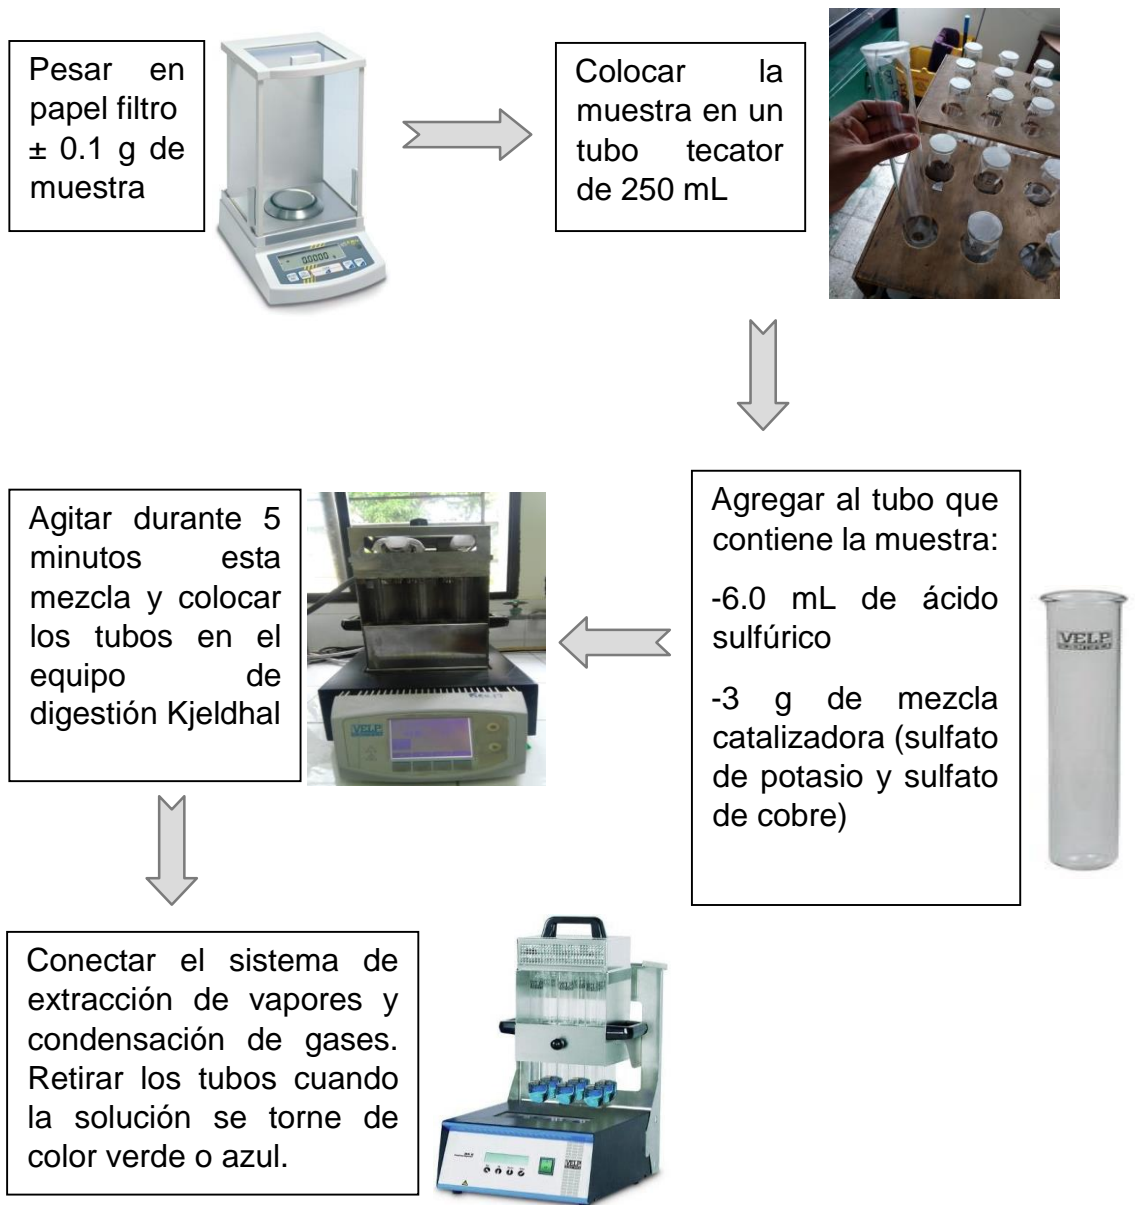 Pesar en
papel filtro
± 0.1 g de
muestra
0.0000
Colocar la
muestra en un
tubo tecator
de 250 mL
Agregar al tubo que
contiene la muestra:
-6.0 mL de ácido
sulfúrico
-3 g de mezcla
catalizadora (sulfato
de potasio y sulfato
de cobre)
VELP
Agitar durante 5
minutos esta
mezcla y colocar
los tubos en el
equipo de
digestión Kjeldhal
VELP
Conectar el sistema de
extracción de vapores y
condensación de gases.
Retirar los tubos cuando
la solución se torne de
color verde o azul.
VELP